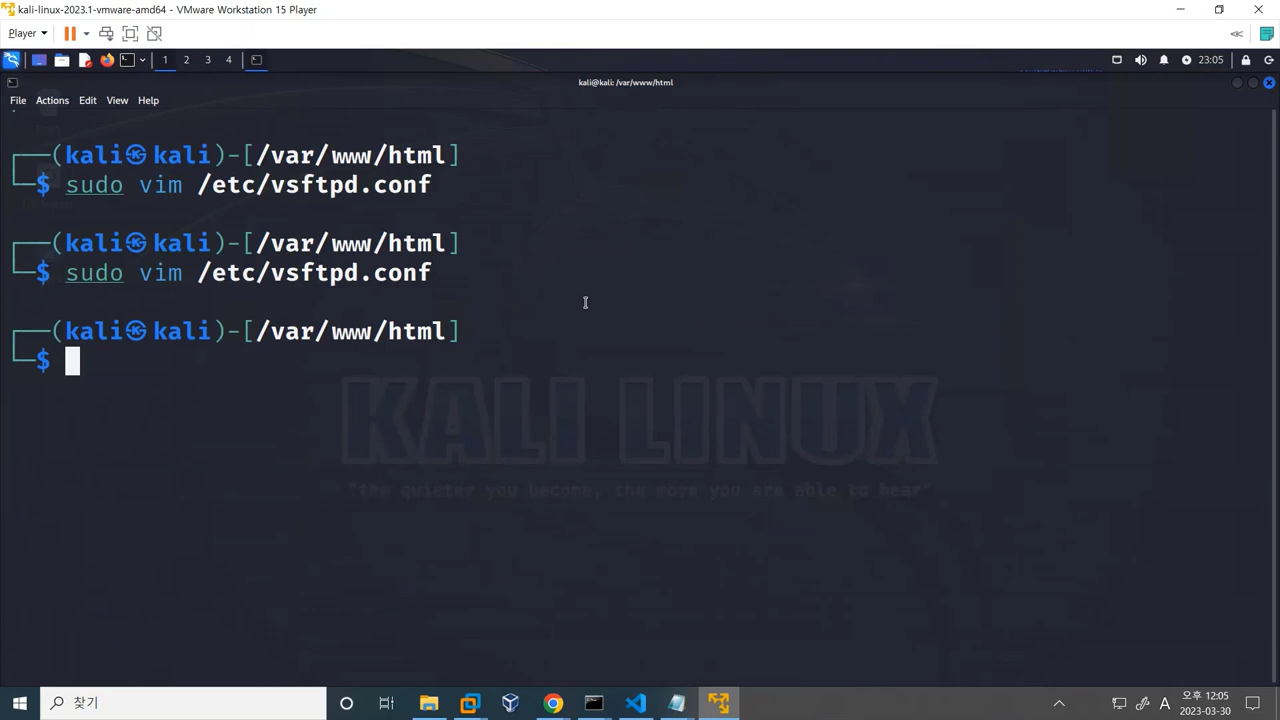 kali-linux-2023.1-vmware-amd64 - VMware Workstation 15 Player
Player
1 2 3 4
23:05
kali@kali: /var/www/html
File Actions Edit View Help
┌──(kali㉿kali)-[/var/www/html]
└─$ sudo vim /etc/vsftpd.conf
┌──(kali㉿kali)-[/var/www/html]
└─$ sudo vim /etc/vsftpd.conf
┌──(kali㉿kali)-[/var/www/html]
└─$
KALI LINUX
"the quieter you become, the more you are able to hear"
찾기
A
오후 12:05
2023-03-30